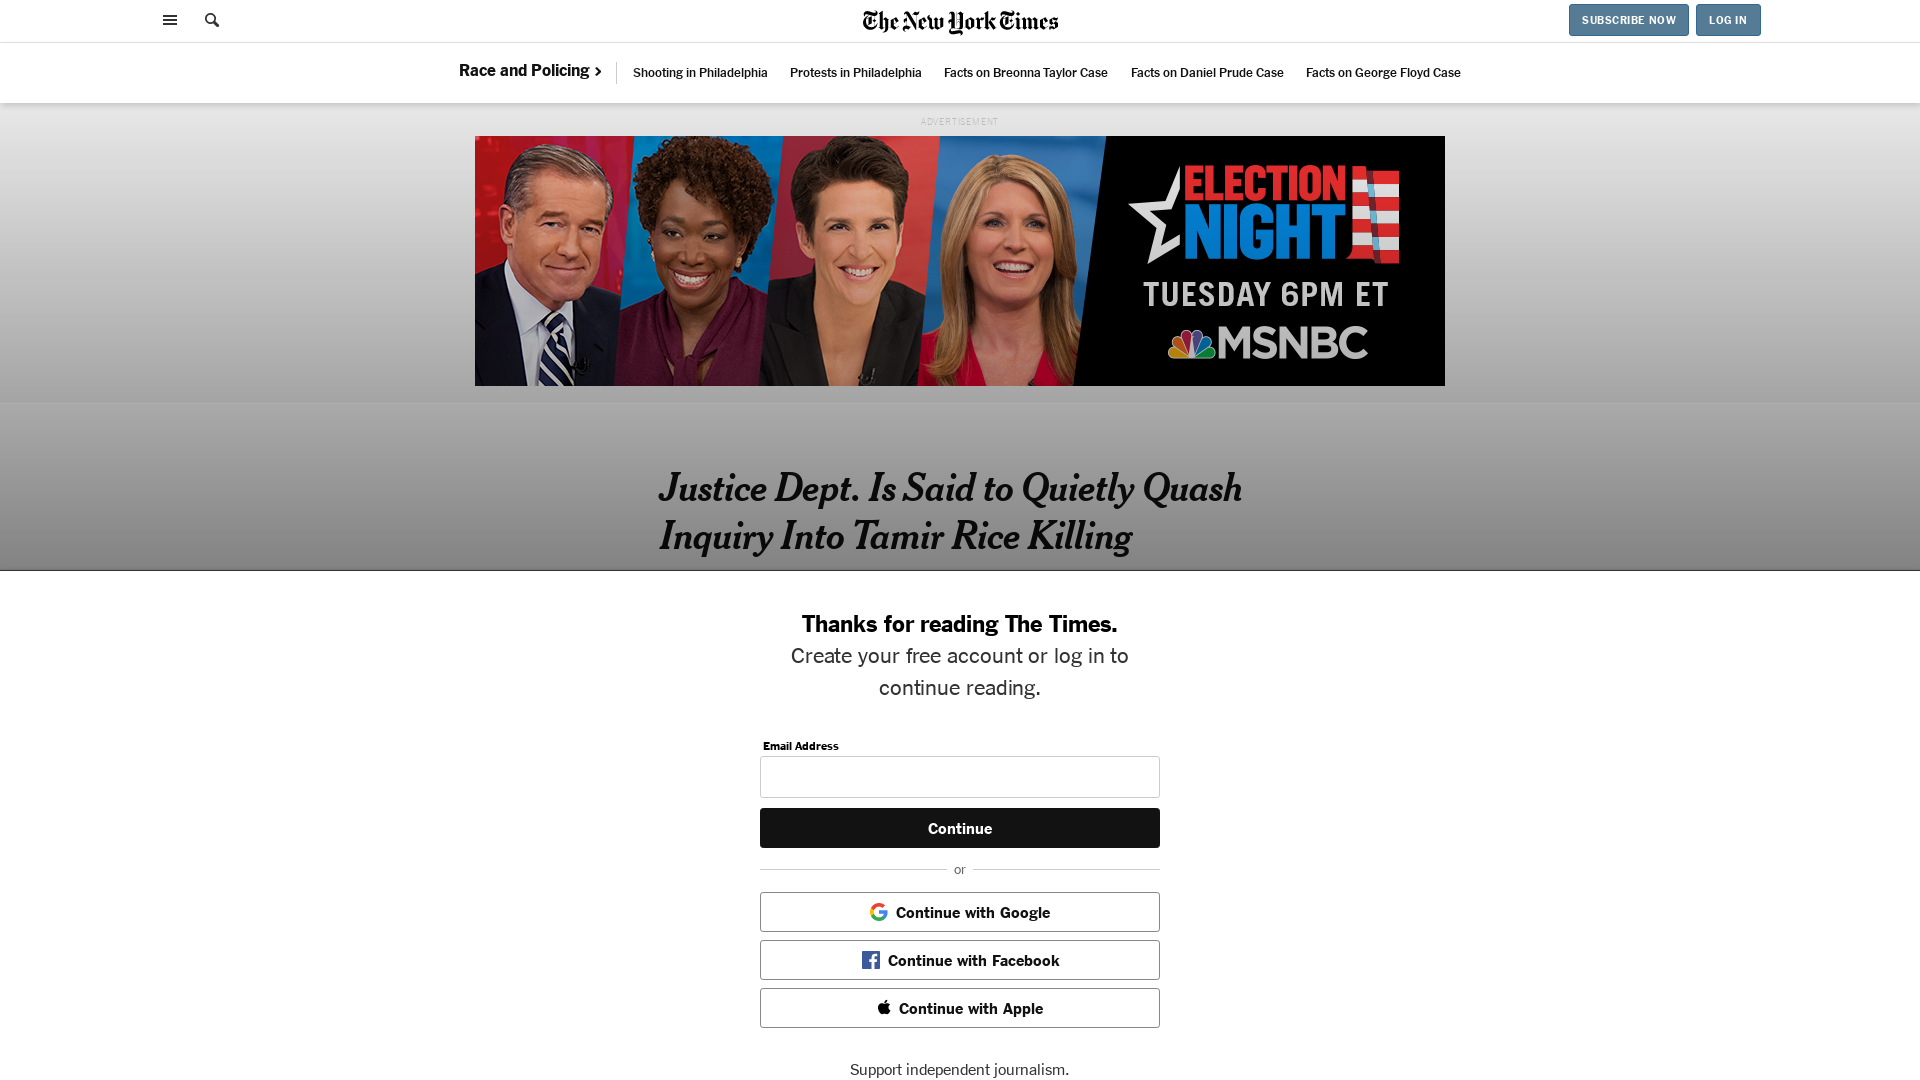 The New York Times
SUBSCRIBE NOW
LOG IN
Race and Policing
Shooting in Philadelphia
Protests in Philadelphia
Facts on Breonna Taylor Case
Facts on Daniel Prude Case
Facts on George Floyd Case
ADVERTISEMENT
ELECTION
NIGHT
TUESDAY 6PM ET
MSNBC
Justice Dept. Is Said to Quietly Quash
Inquiry Into Tamir Rice Killing
Thanks for reading The Times.
Create your free account or log in to
continue reading.
Email Address
Continue
or
Continue with Google
Continue with Facebook
Continue with Apple
Support independent journalism.